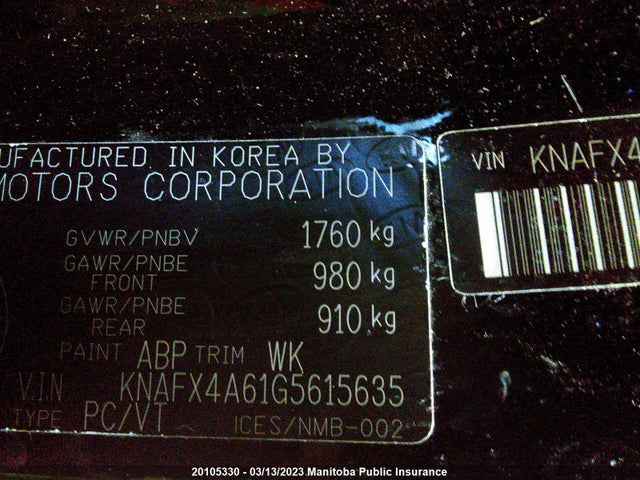 UFACTURED IN KOREA BY
MOTORS CORPORATION
GVWR/PNBV 1760 kg
GAWR/PNBE FRONT 980 kg
GAWR/PNBE REAR 910 kg
PAINT ABP TRIM WK
V.I.N KNAFX4A61G5615635
TYPE PC/VT ICES/NMB-002
VIN KNAFX4
20105330 - 03/13/2023 Manitoba Public Insurance